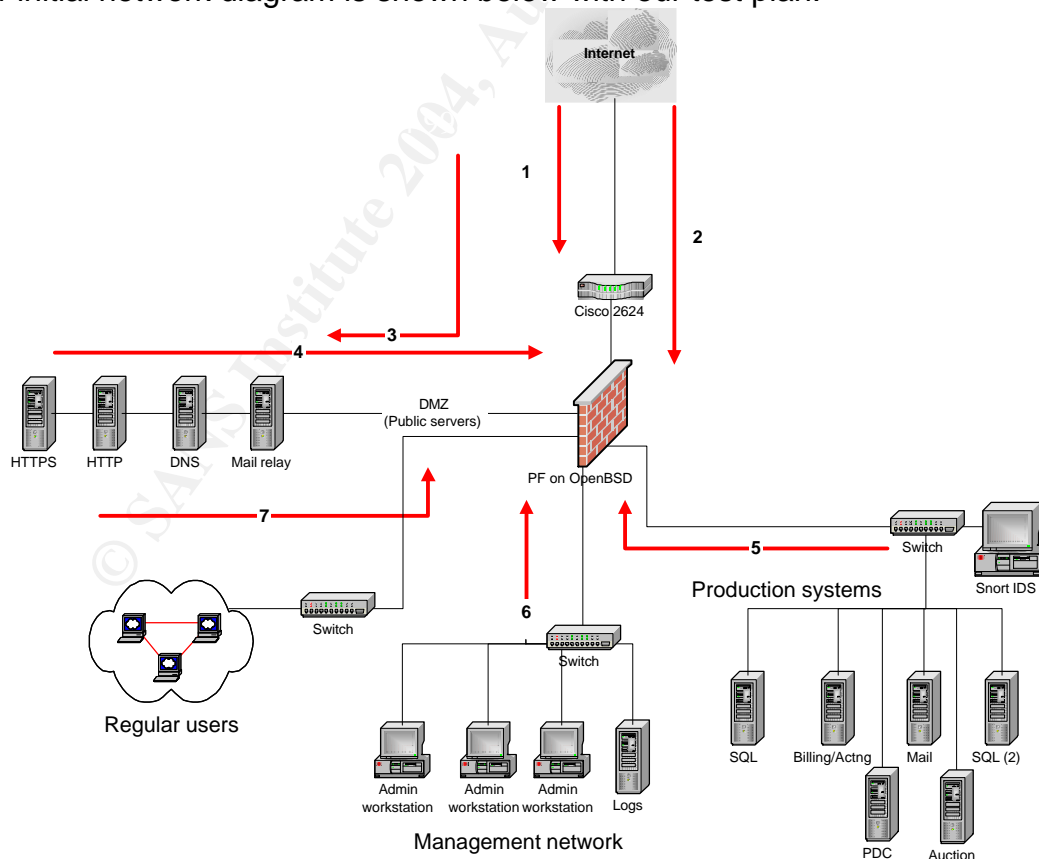 initial network diagram is shown below with our test plan.
Internet
1
2
Cisco 2624
3
4
HTTPS
HTTP
DNS
Mail relay
DMZ
(Public servers)
PF on OpenBSD
7
5
Switch
Snort IDS
Production systems
6
Switch
Switch
Regular users
SQL
Billing/Actng
Mail
SQL (2)
Admin
workstation
Admin
workstation
Admin
workstation
Logs
Management network
PDC
Auction
© SANS Institute 2004, Au